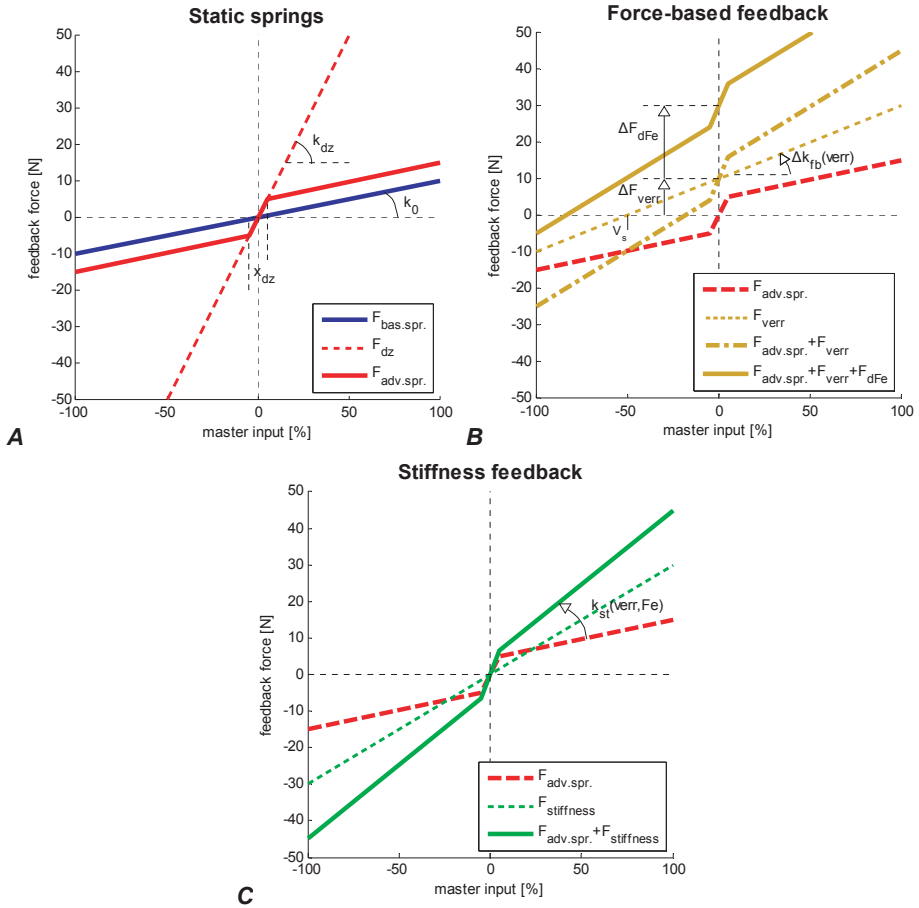 Static springs
50
40
30
20
10
0
-10
-20
-30
-40
-50
-100
-50
0
50
100
feedback force [N]
master input [%]
k_dz
k_0
x_dz
F_bas.spr.
F_dz
F_adv.spr.
A
Force-based feedback
50
40
30
20
10
0
-10
-20
-30
-40
-50
-100
-50
0
50
100
feedback force [N]
master input [%]
ΔF_dFe
ΔF_verr
Δk_fb(verr)
V_s
F_adv.spr.
F_verr
F_adv.spr.+F_verr
F_adv.spr.+F_verr+F_dFe
B
Stiffness feedback
50
40
30
20
10
0
-10
-20
-30
-40
-50
-100
-50
0
50
100
feedback force [N]
master input [%]
k_st(verr,Fe)
F_adv.spr.
F_stiffness
F_adv.spr.+F_stiffness
C